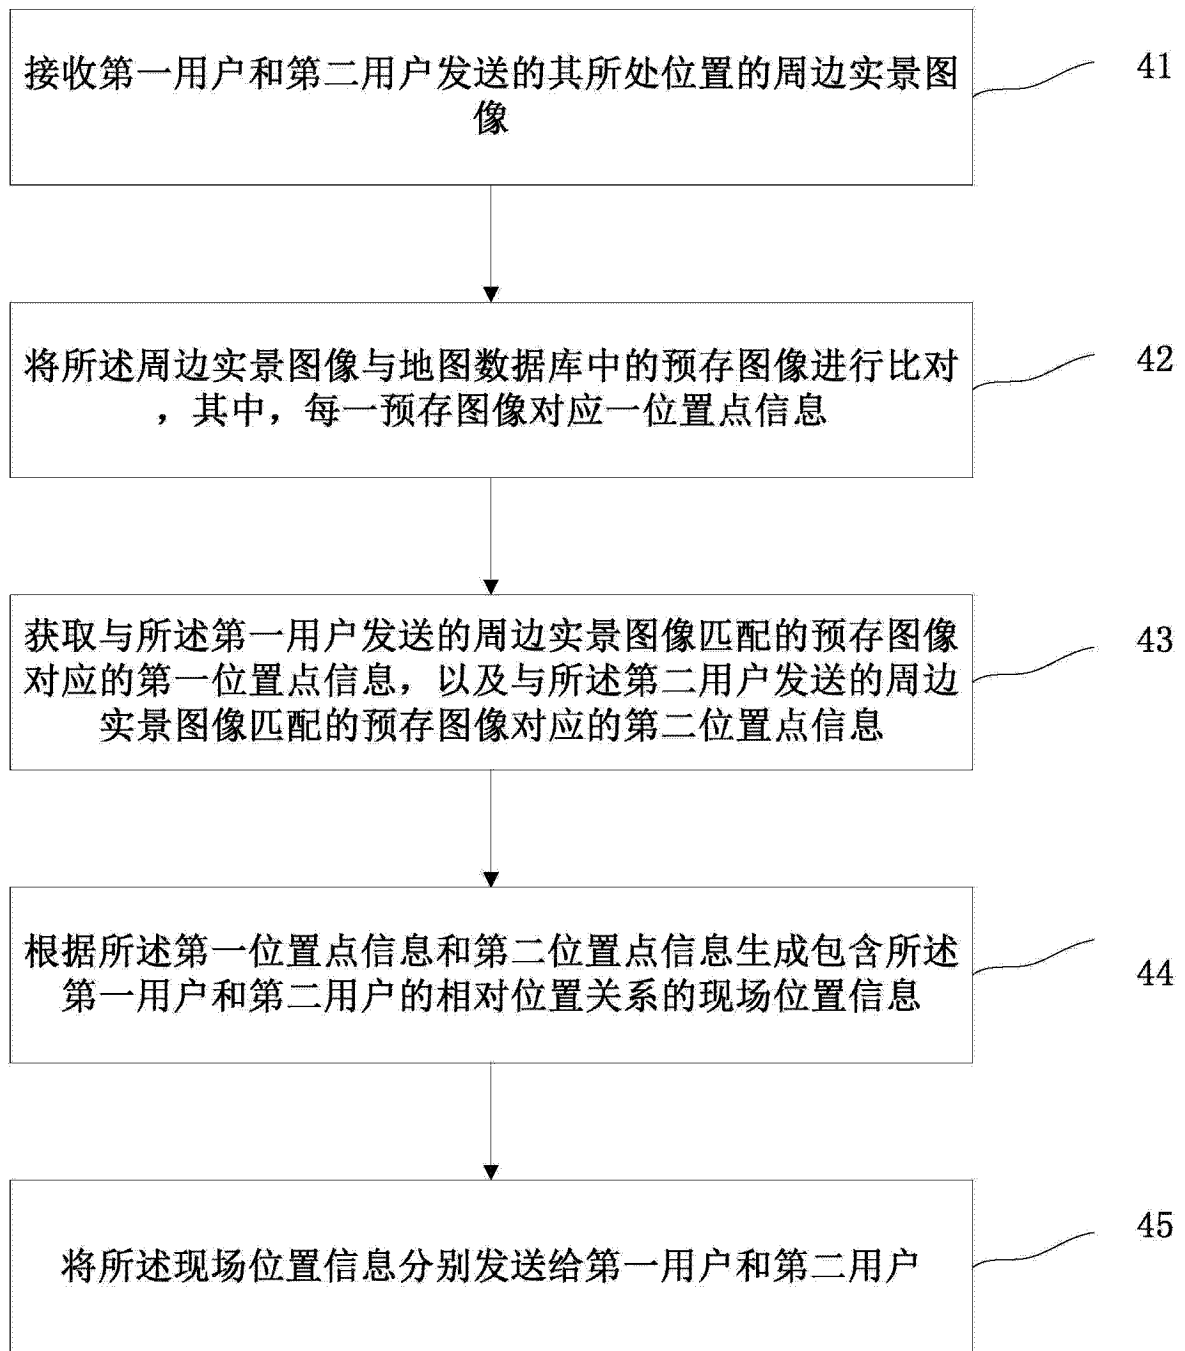 接收第一用户和第二用户发送的其所处位置的周边实景图
像
41
将所述周边实景图像与地图数据库中的预存图像进行比对
，其中，每一预存图像对应一位置点信息
42
获取与所述第一用户发送的周边实景图像匹配的预存图像
对应的第一位置点信息，以及与所述第二用户发送的周边
实景图像匹配的预存图像对应的第二位置点信息
43
根据所述第一位置点信息和第二位置点信息生成包含所述
第一用户和第二用户的相对位置关系的现场位置信息
44
将所述现场位置信息分别发送给第一用户和第二用户
45